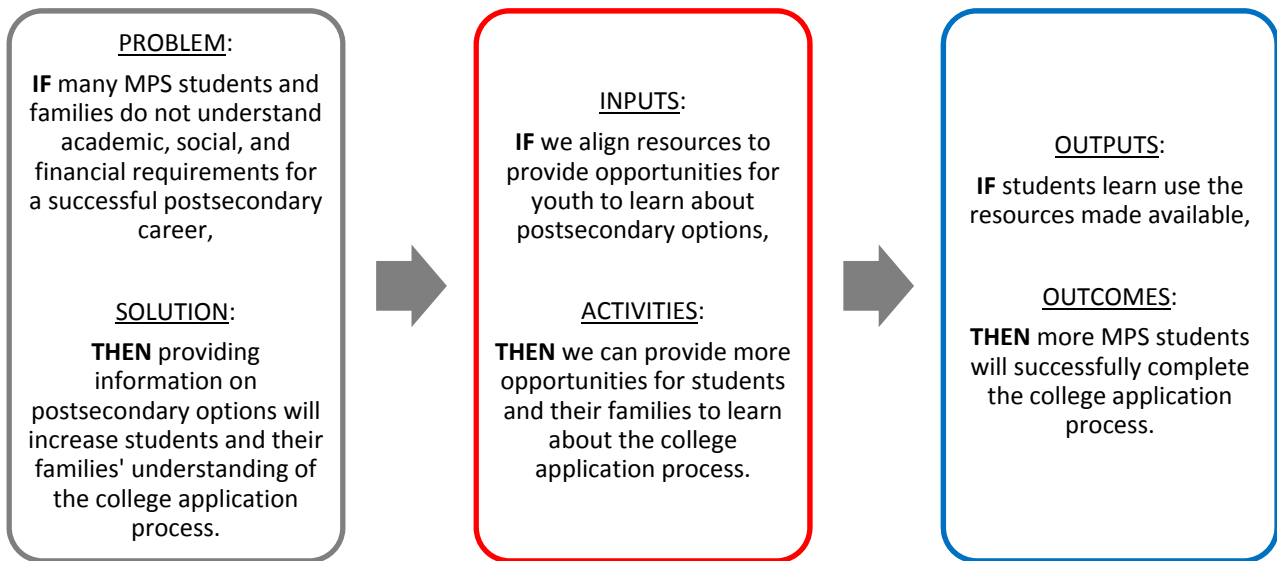 PROBLEM:
IF many MPS students and
families do not understand
academic, social, and
financial requirements for
a successful postsecondary
career,
SOLUTION:
THEN providing
information on
postsecondary options will
increase students and their
families' understanding of
the college application
process.
INPUTS:
IF we align resources to
provide opportunities for
youth to learn about
postsecondary options,
ACTIVITIES:
THEN we can provide more
opportunities for students
and their families to learn
about the college
application process.
OUTPUTS:
IF students learn use the
resources made available,
OUTCOMES:
THEN more MPS students
will successfully complete
the college application
process.